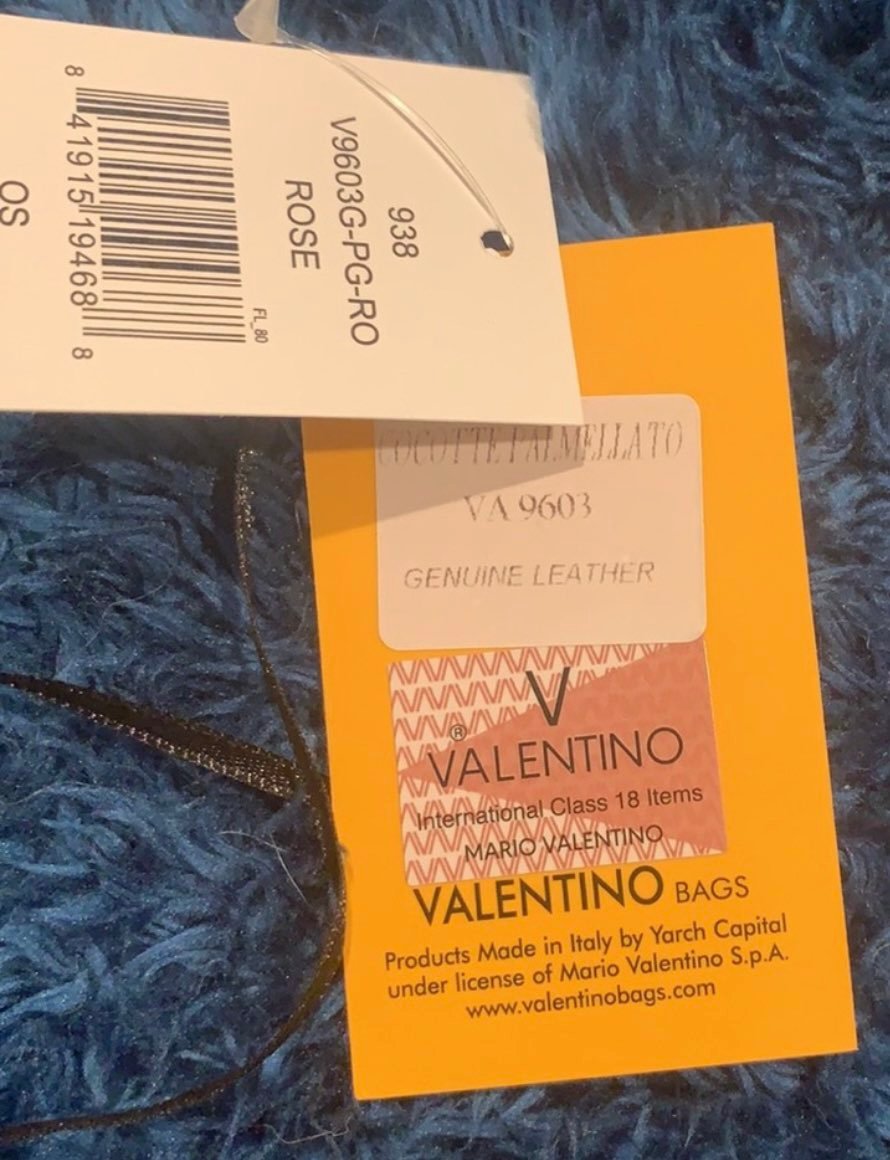 938
V9603G-PG-RO
ROSE
FL_80
8 41915 19468 8
OS
COCOTTE PALMELLATO
VA 9603
GENUINE LEATHER
V
® VALENTINO
International Class 18 Items
MARIO VALENTINO
VALENTINO BAGS
Products Made in Italy by Yarch Capital
under license of Mario Valentino S.p.A.
www.valentinobags.com